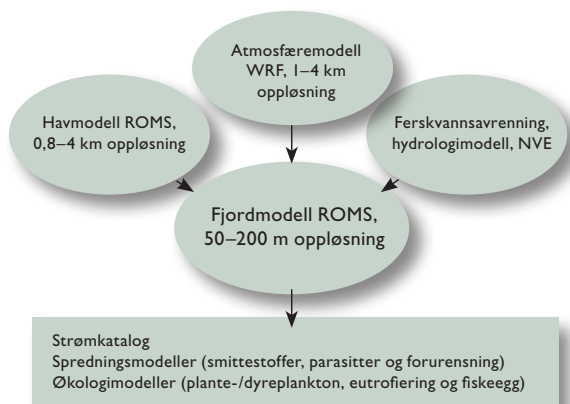 Atmosfæremodell
WRF, 1–4 km
oppløsning
Havmodell ROMS,
0,8–4 km oppløsning
Ferskvannsavrenning,
hydrologimodell, NVE
Fjordmodell ROMS,
50–200 m oppløsning
Strømkatalog
Spredningsmodeller (smittestoffer, parasitter og forurensning)
Økologimodeller (plante-/dyreplankton, eutrofiering og fiskeegg)